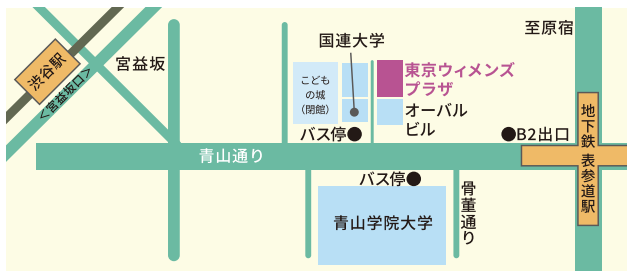 渋谷駅
<宮益坂口>
宮益坂
国連大学
こども
の城
(閉館)
東京ウィメンズ
プラザ
オーバル
ビル
至原宿
バス停
B2出口
地下鉄 表参道駅
青山通り
バス停
青山学院大学
骨董通り